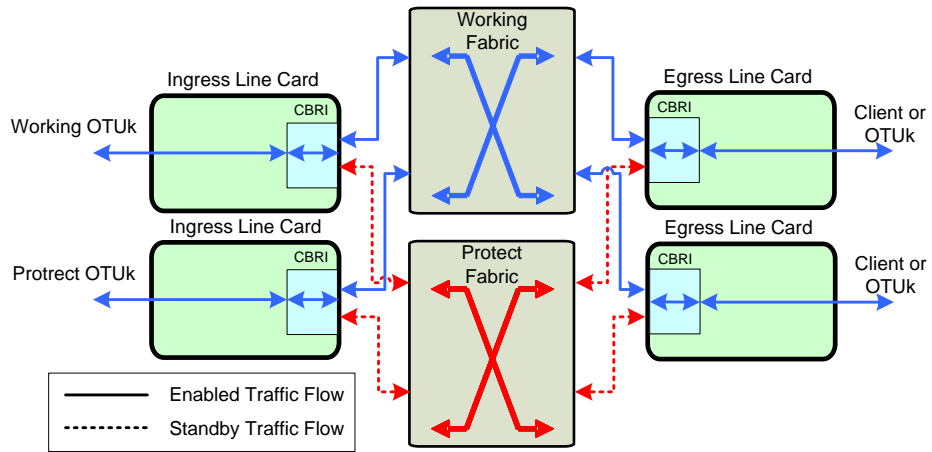 Working
Fabric
Ingress Line Card
CBRI
Working OTUk
Egress Line Card
CBRI
Client or
OTUk
Ingress Line Card
CBRI
Protrect OTUk
Protect
Fabric
Egress Line Card
CBRI
Client or
OTUk
Enabled Traffic Flow
Standby Traffic Flow